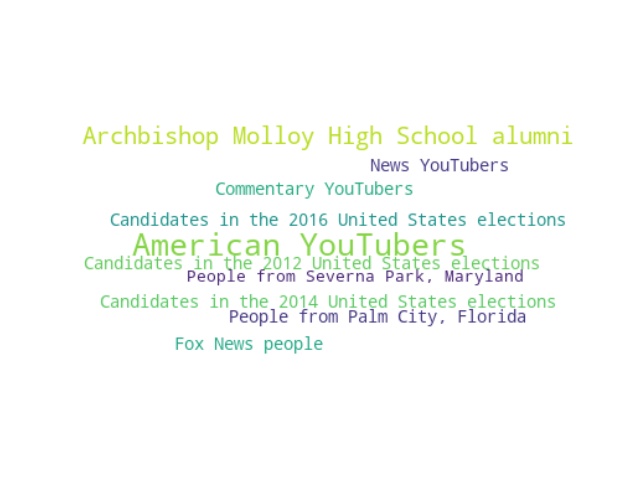 Archbishop Molloy High School alumni
News YouTubers
Commentary YouTubers
Candidates in the 2016 United States elections
American YouTubers
Candidates in the 2012 United States elections
People from Severna Park, Maryland
Candidates in the 2014 United States elections
People from Palm City, Florida
Fox News people